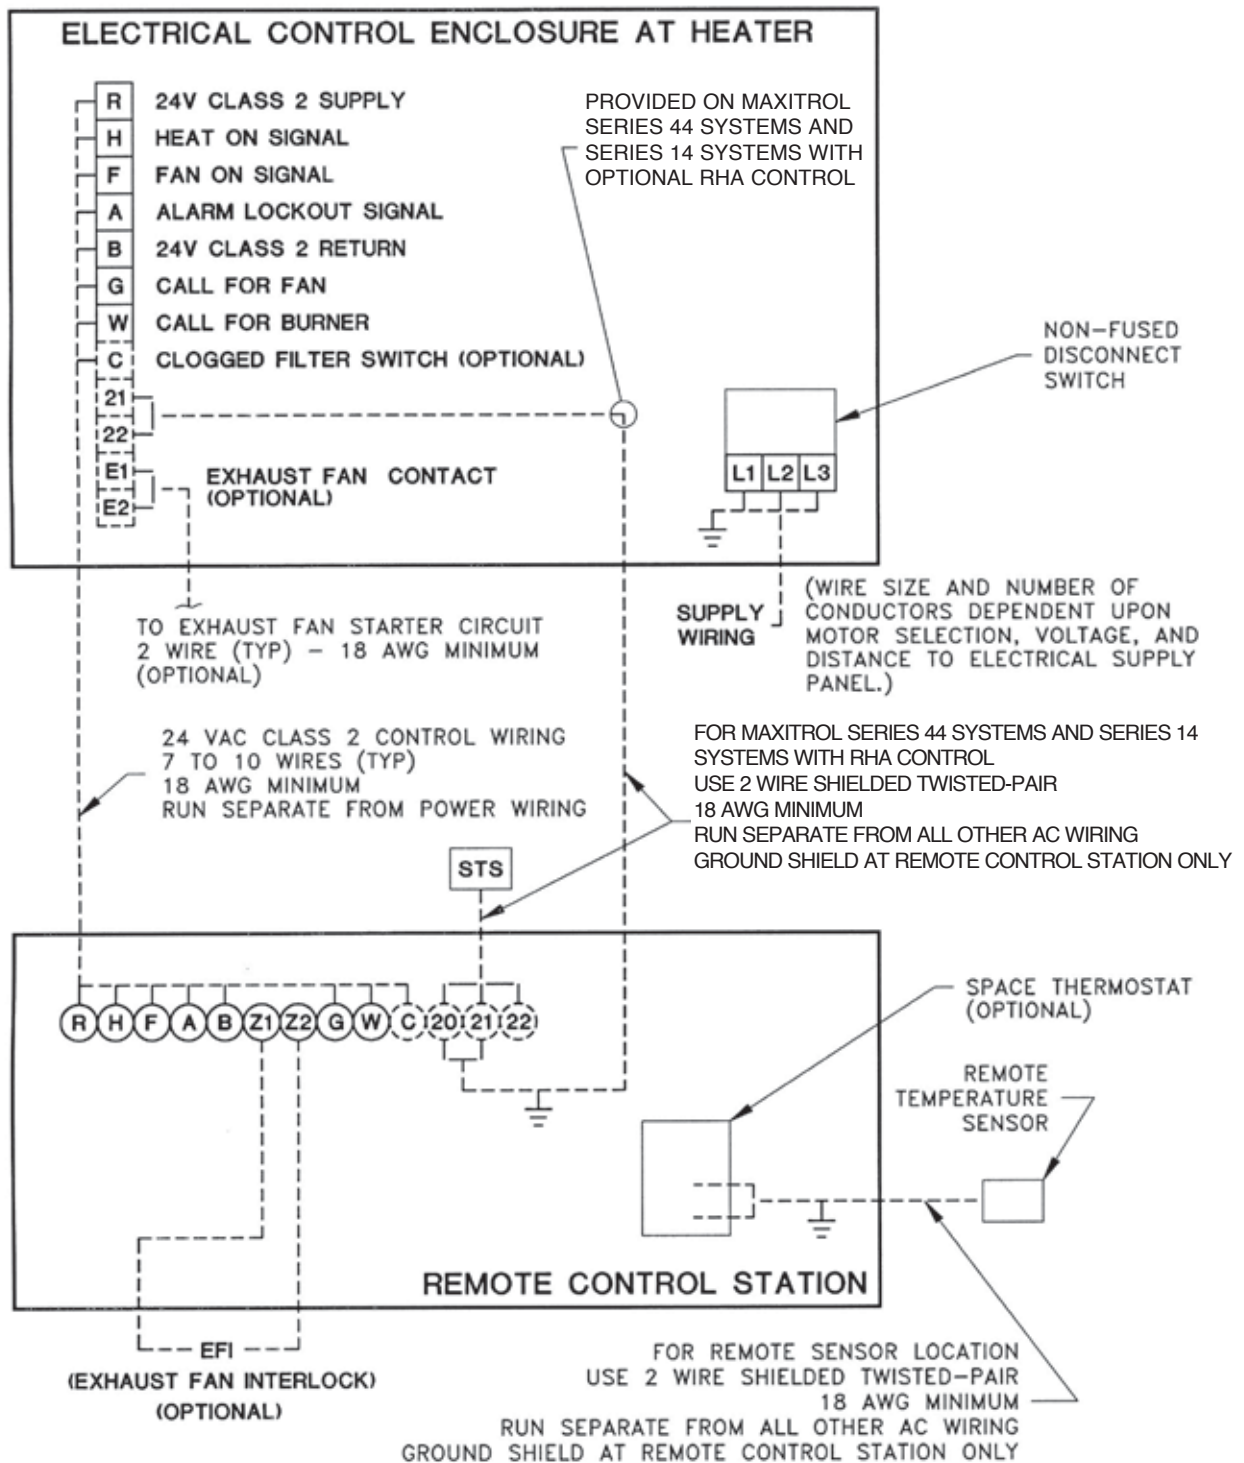 ELECTRICAL CONTROL ENCLOSURE AT HEATER
R 24V CLASS 2 SUPPLY
H HEAT ON SIGNAL
F FAN ON SIGNAL
A ALARM LOCKOUT SIGNAL
B 24V CLASS 2 RETURN
G CALL FOR FAN
W CALL FOR BURNER
C CLOGGED FILTER SWITCH (OPTIONAL)
21
22
E1
E2
EXHAUST FAN CONTACT
(OPTIONAL)
PROVIDED ON MAXITROL
SERIES 44 SYSTEMS AND
SERIES 14 SYSTEMS WITH
OPTIONAL RHA CONTROL
NON-FUSED
DISCONNECT
SWITCH
L1 L2 L3
SUPPLY
WIRING
(WIRE SIZE AND NUMBER OF
CONDUCTORS DEPENDENT UPON
MOTOR SELECTION, VOLTAGE, AND
DISTANCE TO ELECTRICAL SUPPLY
PANEL.)
TO EXHAUST FAN STARTER CIRCUIT
2 WIRE (TYP) - 18 AWG MINIMUM
(OPTIONAL)
24 VAC CLASS 2 CONTROL WIRING
7 TO 10 WIRES (TYP)
18 AWG MINIMUM
RUN SEPARATE FROM POWER WIRING
FOR MAXITROL SERIES 44 SYSTEMS AND SERIES 14
SYSTEMS WITH RHA CONTROL
USE 2 WIRE SHIELDED TWISTED-PAIR
18 AWG MINIMUM
RUN SEPARATE FROM ALL OTHER AC WIRING
GROUND SHIELD AT REMOTE CONTROL STATION ONLY
STS
R H F A B Z1 Z2 G W C 20 21 22
SPACE THERMOSTAT
(OPTIONAL)
REMOTE
TEMPERATURE
SENSOR
REMOTE CONTROL STATION
EFI
(EXHAUST FAN INTERLOCK)
(OPTIONAL)
FOR REMOTE SENSOR LOCATION
USE 2 WIRE SHIELDED TWISTED-PAIR
18 AWG MINIMUM
RUN SEPARATE FROM ALL OTHER AC WIRING
GROUND SHIELD AT REMOTE CONTROL STATION ONLY